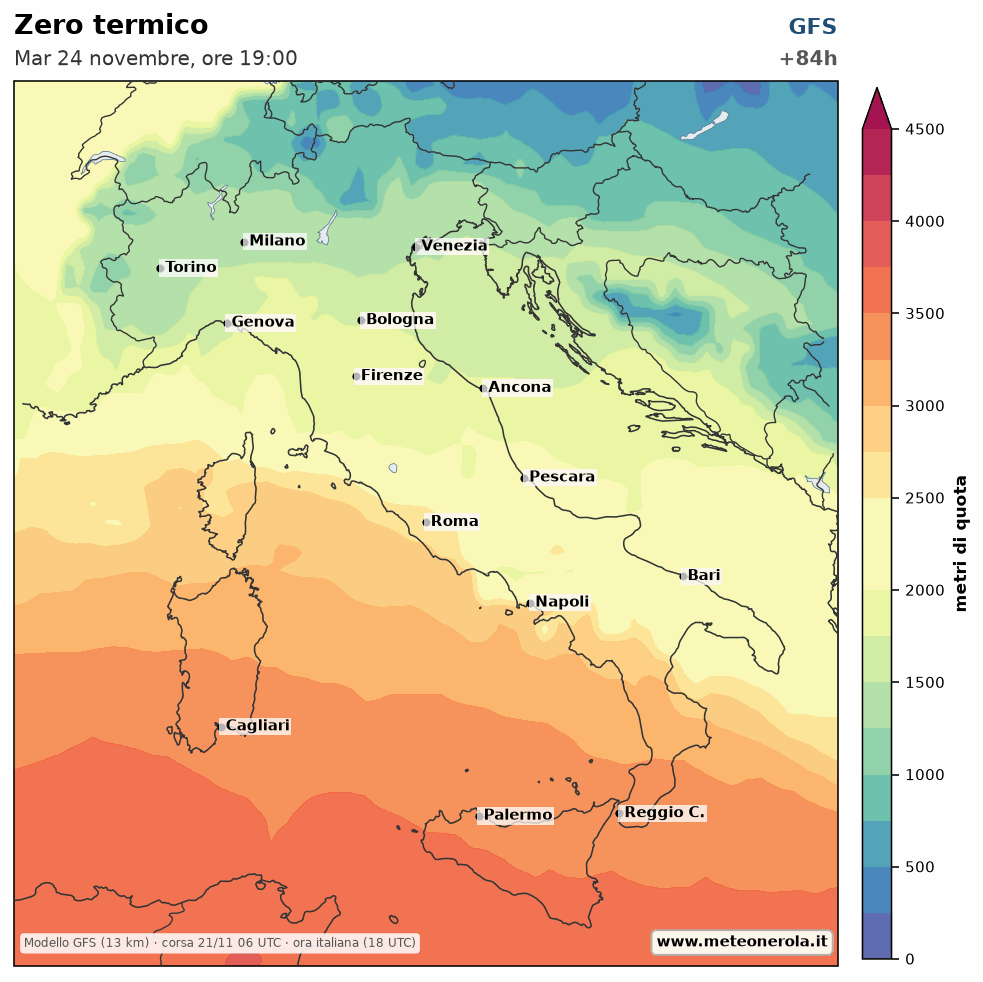 Zero termico
GFS
Mar 24 novembre, ore 19:00
+84h
Milano
Venezia
Torino
Genova
Bologna
Firenze
Ancona
Pescara
Roma
Bari
Napoli
Cagliari
Palermo
Reggio C.
4500
4000
3500
3000
2500
2000
1500
1000
500
0
metri di quota
Modello GFS (13 km) · corsa 21/11 06 UTC · ora italiana (18 UTC)
www.meteonerola.it